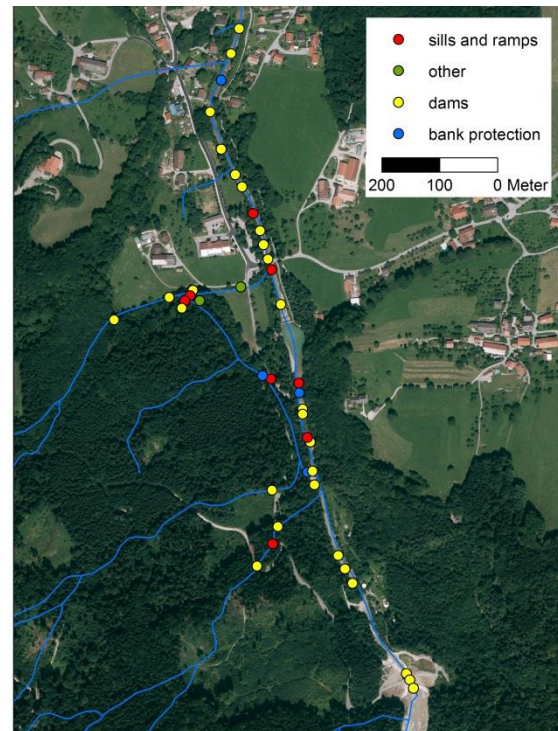 sills and ramps
other
dams
bank protection
200 100 0 Meter